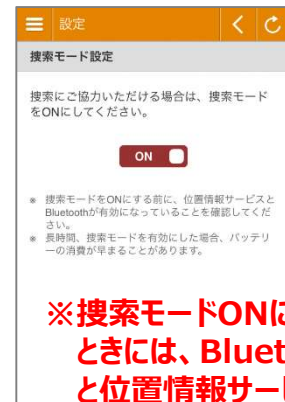 設定
捜索モード設定
捜索にご協力いただける場合は、捜索モード
をONにしてください。
ON
※ 捜索モードをONにする前に、位置情報サービスと
Bluetoothが有効になっていることを確認してくだ
さい。
※ 長時間、捜索モードを有効にした場合、バッテリ
ーの消費が早まることがあります。
※捜索モードONに
ときには、Bluet
と位置情報サービ